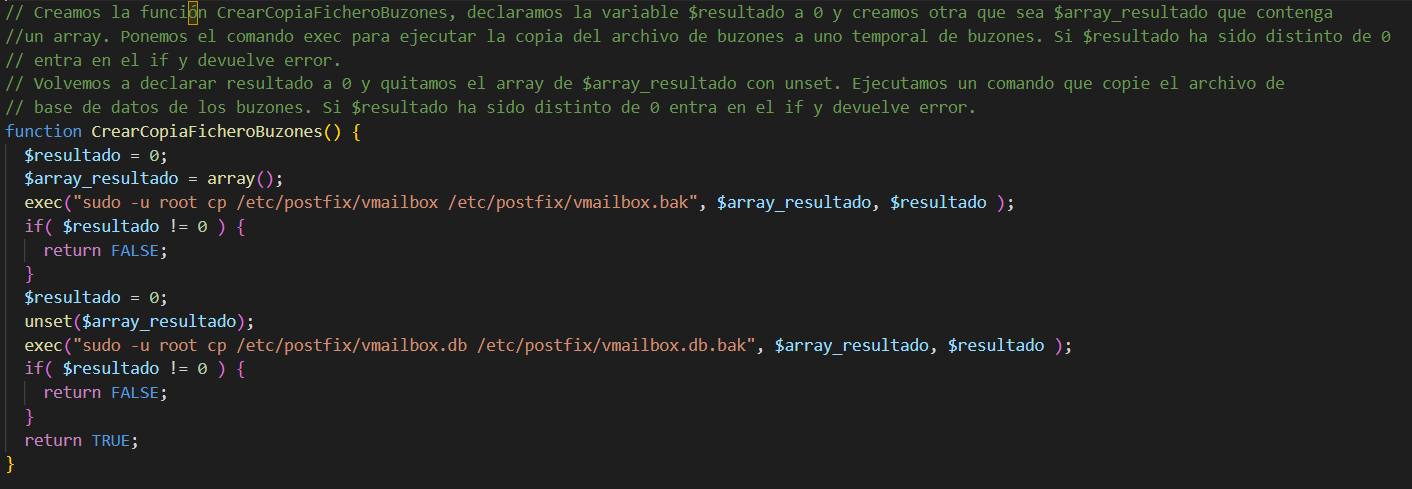 // Creamos la función CrearCopiaFicheroBuzones, declaramos la variable $resultado a 0 y creamos otra que sea $array_resultado que contenga
//un array. Ponemos el comando exec para ejecutar la copia del archivo de buzones a uno temporal de buzones. Si $resultado ha sido distinto de 0
// entra en el if y devuelve error.
// Volvemos a declarar resultado a 0 y quitamos el array de $array_resultado con unset. Ejecutamos un comando que copie el archivo de
// base de datos de los buzones. Si $resultado ha sido distinto de 0 entra en el if y devuelve error.
function CrearCopiaFicheroBuzones() {
  $resultado = 0;
  $array_resultado = array();
  exec("sudo -u root cp /etc/postfix/vmailbox /etc/postfix/vmailbox.bak", $array_resultado, $resultado );
  if( $resultado != 0 ) {
    return FALSE;
  }
  $resultado = 0;
  unset($array_resultado);
  exec("sudo -u root cp /etc/postfix/vmailbox.db /etc/postfix/vmailbox.db.bak", $array_resultado, $resultado );
  if( $resultado != 0 ) {
    return FALSE;
  }
  return TRUE;
}